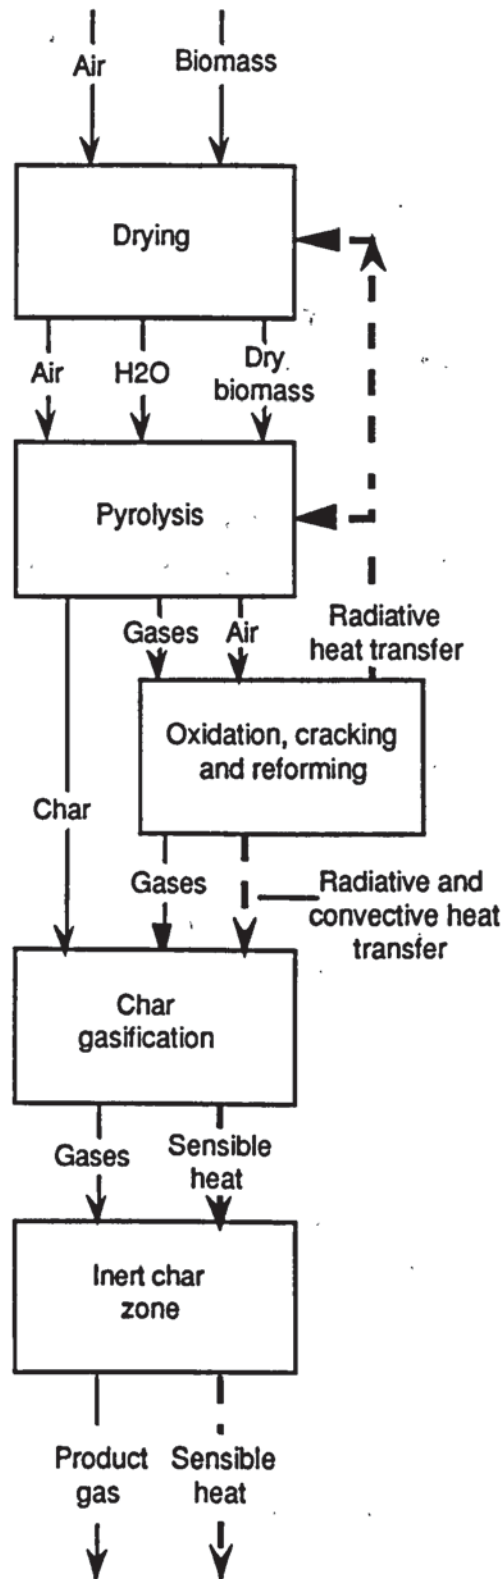 Air
Biomass
Drying
Air
H2O
Dry
biomass
Pyrolysis
Gases
Air
Radiative
heat transfer
Oxidation, cracking
and reforming
Char
Gases
Radiative and
convective heat
transfer
Char
gasification
Gases
Sensible
heat
Inert char
zone
Product
gas
Sensible
heat